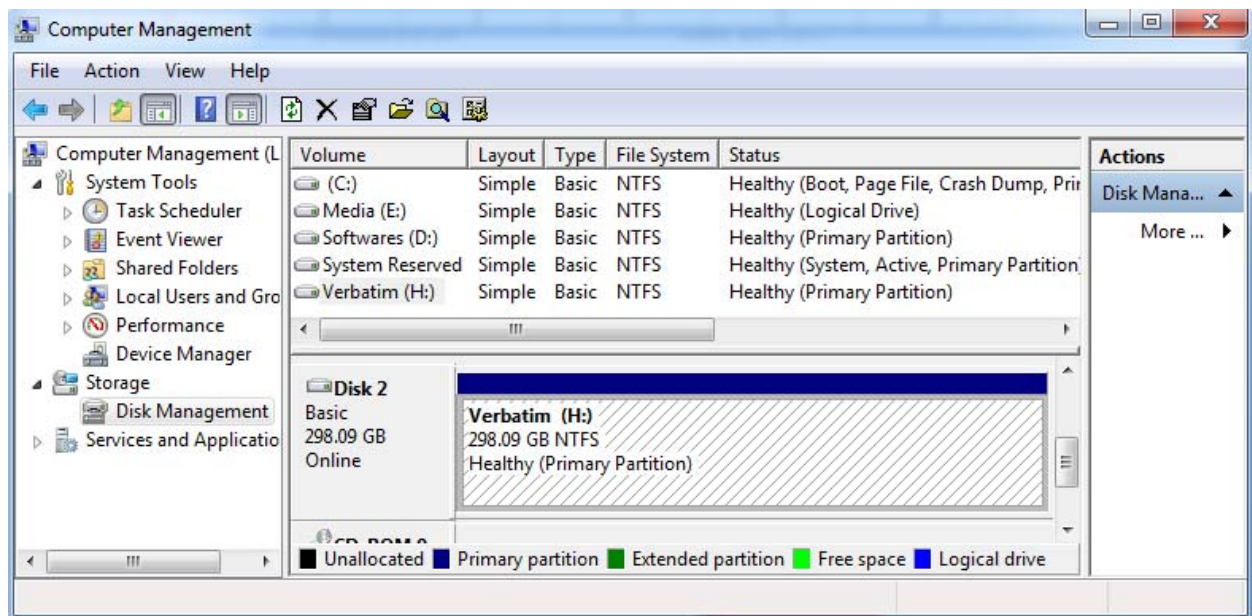 Computer Management
File Action View Help
Computer Management (L
System Tools
Task Scheduler
Event Viewer
Shared Folders
Local Users and Gro
Performance
Device Manager
Storage
Disk Management
Services and Applicatio
Volume Layout Type File System Status
(C:) Simple Basic NTFS Healthy (Boot, Page File, Crash Dump, Prin
Media (E:) Simple Basic NTFS Healthy (Logical Drive)
Softwares (D:) Simple Basic NTFS Healthy (Primary Partition)
System Reserved Simple Basic NTFS Healthy (System, Active, Primary Partition
Verbatim (H:) Simple Basic NTFS Healthy (Primary Partition)
Disk 2
Basic
298.09 GB
Online
Verbatim (H:)
298.09 GB NTFS
Healthy (Primary Partition)
CD-ROM 0
Unallocated Primary partition Extended partition Free space Logical drive
Actions
Disk Mana...
More ...